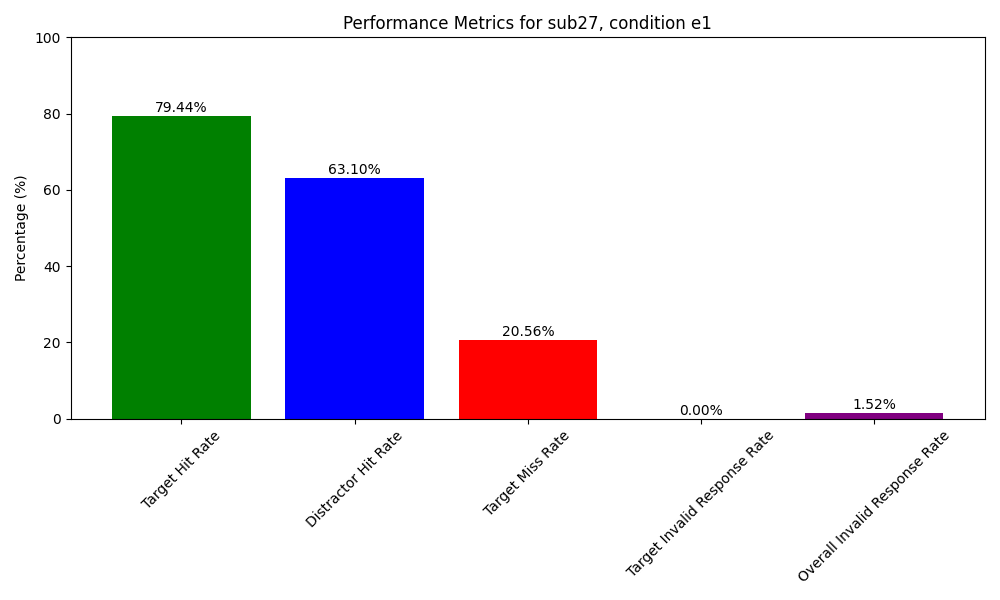 Performance Metrics for sub27, condition e1
Percentage (%)
100
80
60
40
20
0
79.44%
63.10%
20.56%
0.00%
1.52%
Target Hit Rate
Distractor Hit Rate
Target Miss Rate
Target Invalid Response Rate
Overall Invalid Response Rate